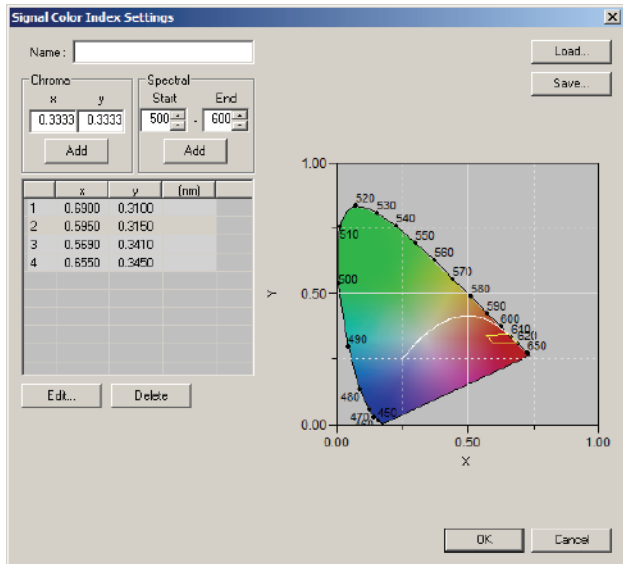 Signal Color Index Settings
Name :
Load...
Chroma
Spectral
Save...
x y Start End
0.3333 0.3333 500 - 600
Add Add
x y (nm)
1 0.6900 0.3100
2 0.5950 0.3150
3 0.5690 0.3410
4 0.6550 0.3450
Edit... Delete
1.00
520
530
540
510
550
560
570
500
580
0.50
Y
590
600
610
620
490
650
480
470
450
0.00
0.00 0.50 1.00
X
OK Cancel